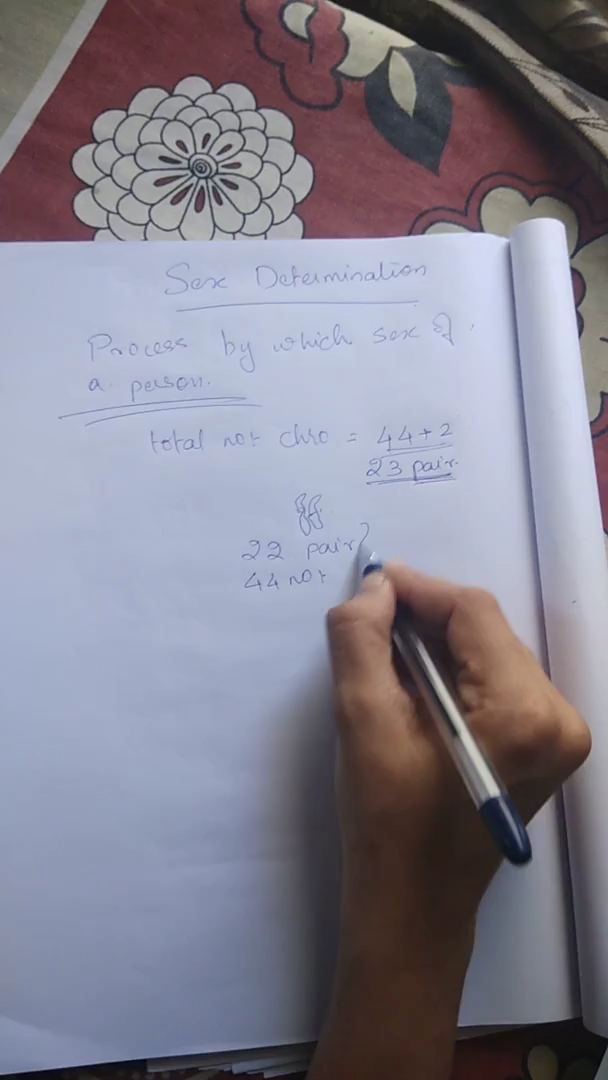 Sex Determination
Process by which sex of
a person.
total no: chro = 44+2
23 pair.
22 pair}
44 no: